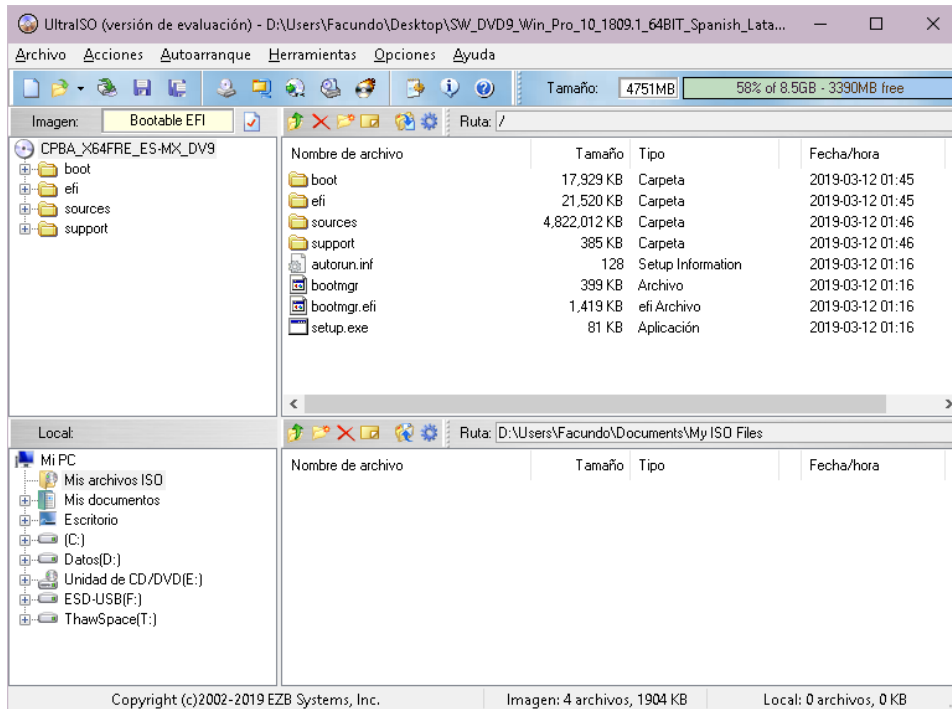 UltraISO (versión de evaluación) - D:\Users\Facundo\Desktop\SW_DVD9_Win_Pro_10_1809.1_64BIT_Spanish_Lata...
Archivo Acciones Autoarranque Herramientas Opciones Ayuda
Tamaño: 4751MB 58% of 8.5GB - 3390MB free
Imagen: Bootable EFI Ruta: /
CPBA_X64FRE_ES-MX_DV9
boot
efi
sources
support
Nombre de archivo Tamaño Tipo Fecha/hora
boot 17,929 KB Carpeta 2019-03-12 01:45
efi 21,520 KB Carpeta 2019-03-12 01:45
sources 4,822,012 KB Carpeta 2019-03-12 01:46
support 385 KB Carpeta 2019-03-12 01:46
autorun.inf 128 Setup Information 2019-03-12 01:16
bootmgr 399 KB Archivo 2019-03-12 01:16
bootmgr.efi 1,419 KB efi Archivo 2019-03-12 01:16
setup.exe 81 KB Aplicación 2019-03-12 01:16
Local: Ruta: D:\Users\Facundo\Documents\My ISO Files
Mi PC
Mis archivos ISO
Mis documentos
Escritorio
(C:)
Datos(D:)
Unidad de CD/DVD(E:)
ESD-USB(F:)
ThawSpace(T:)
Nombre de archivo Tamaño Tipo Fecha/hora
Copyright (c)2002-2019 EZB Systems, Inc. Imagen: 4 archivos, 1904 KB Local: 0 archivos, 0 KB